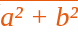 a² + b²